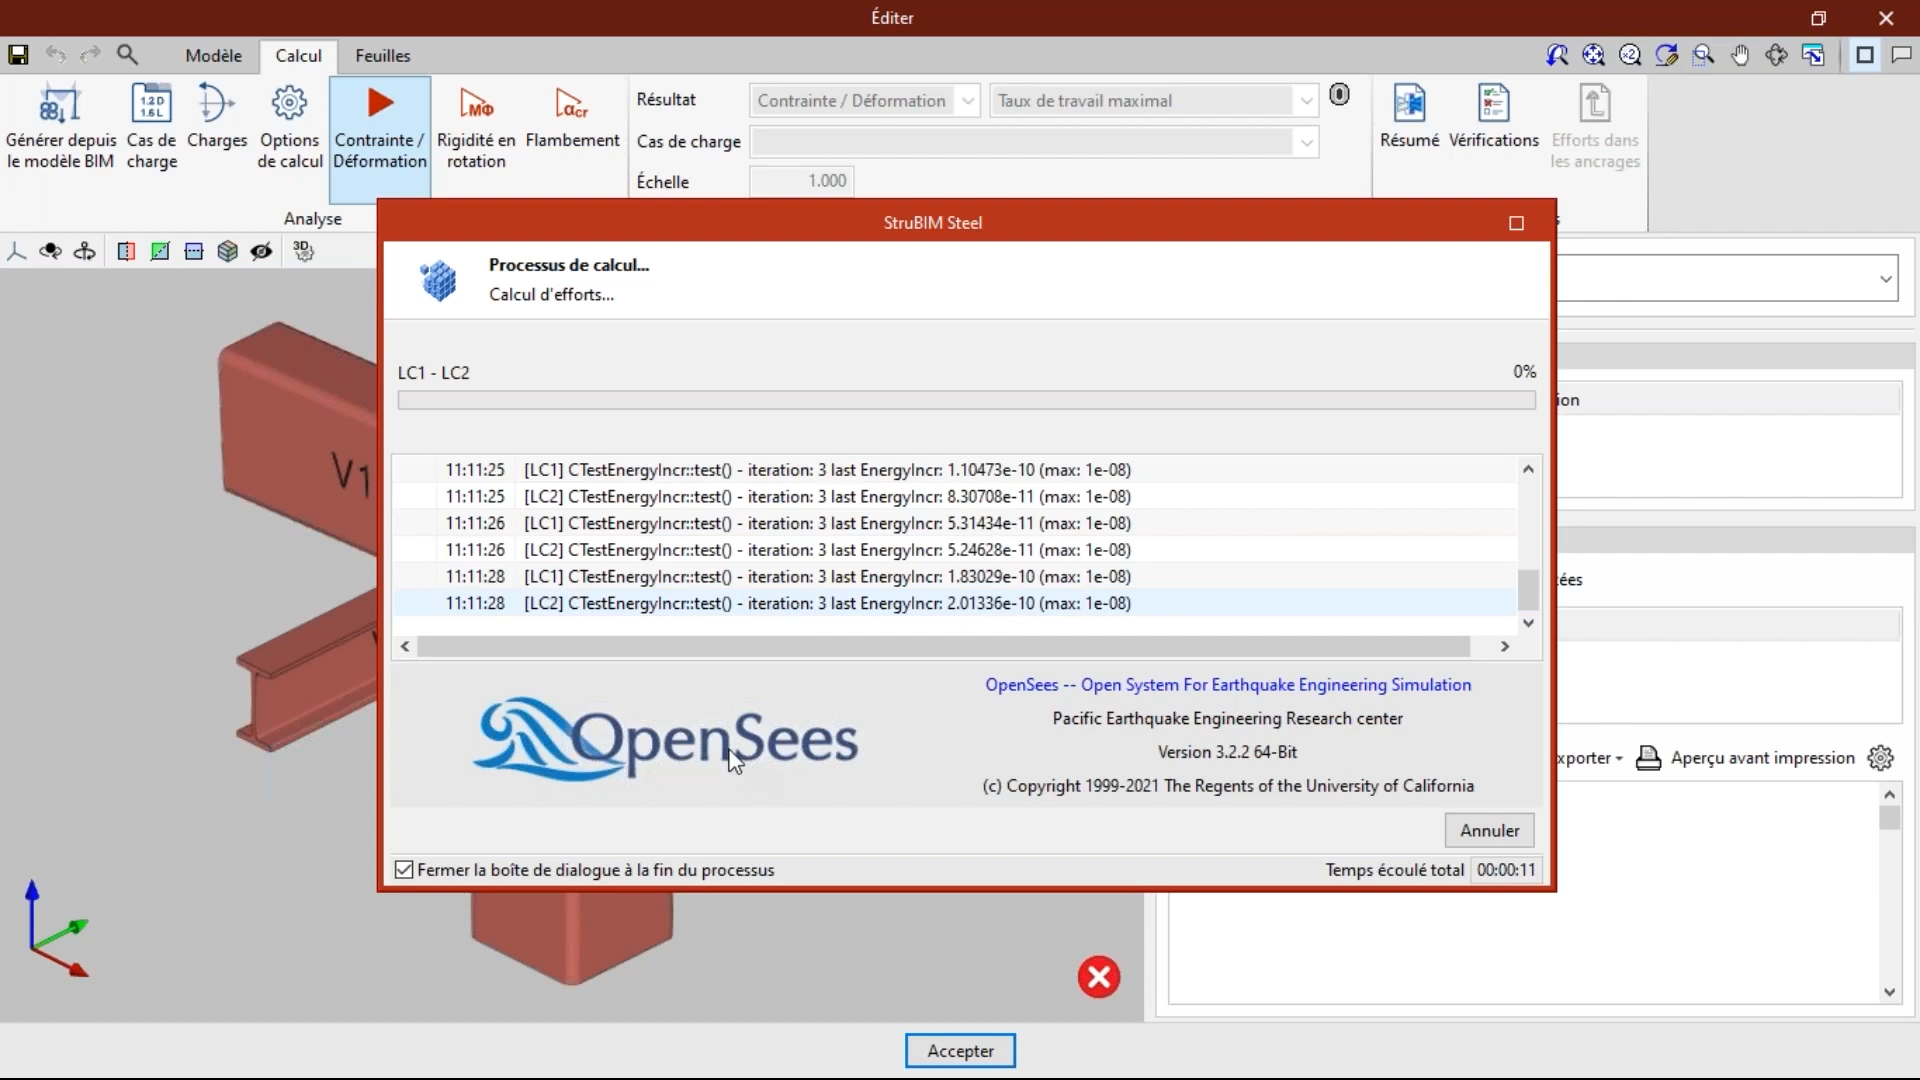 Éditer
Modèle
Calcul
Feuilles
Générer depuis
le modèle BIM
Cas de
charge
Charges
Options
de calcul
Contrainte /
Déformation
Rigidité en
rotation
Flambement
Analyse
Résultat
Contrainte / Déformation
Taux de travail maximal
Cas de charge
Échelle
1.000
Résumé
Vérifications
Efforts dans
les ancrages
StruBIM Steel
Processus de calcul...
Calcul d'efforts...
LC1 - LC2
0%
11:11:25 [LC1] CTestEnergyIncr::test() - iteration: 3 last EnergyIncr: 1.10473e-10 (max: 1e-08)
11:11:25 [LC2] CTestEnergyIncr::test() - iteration: 3 last EnergyIncr: 8.30708e-11 (max: 1e-08)
11:11:26 [LC1] CTestEnergyIncr::test() - iteration: 3 last EnergyIncr: 5.31434e-11 (max: 1e-08)
11:11:26 [LC2] CTestEnergyIncr::test() - iteration: 3 last EnergyIncr: 5.24628e-11 (max: 1e-08)
11:11:28 [LC1] CTestEnergyIncr::test() - iteration: 3 last EnergyIncr: 1.83029e-10 (max: 1e-08)
11:11:28 [LC2] CTestEnergyIncr::test() - iteration: 3 last EnergyIncr: 2.01336e-10 (max: 1e-08)
OpenSees
OpenSees -- Open System For Earthquake Engineering Simulation
Pacific Earthquake Engineering Research center
Version 3.2.2 64-Bit
(c) Copyright 1999-2021 The Regents of the University of California
Annuler
Fermer la boîte de dialogue à la fin du processus
Temps écoulé total 00:00:11
V1
ion
ées
xporter
Aperçu avant impression
Accepter